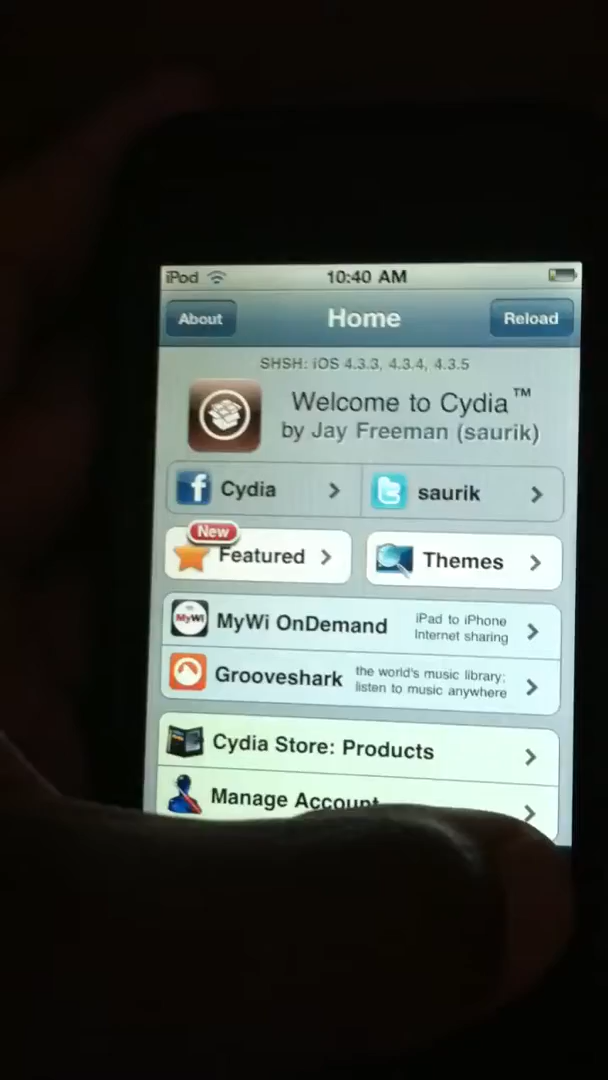 iPod 10:40 AM
About Home Reload
SHSH: iOS 4.3.3, 4.3.4, 4.3.5
Welcome to Cydia™
by Jay Freeman (saurik)
Cydia
saurik
New
Featured
Themes
MyWi
MyWi OnDemand
iPad to iPhone
Internet sharing
Grooveshark
the world's music library:
listen to music anywhere
Cydia Store: Products
Manage Account